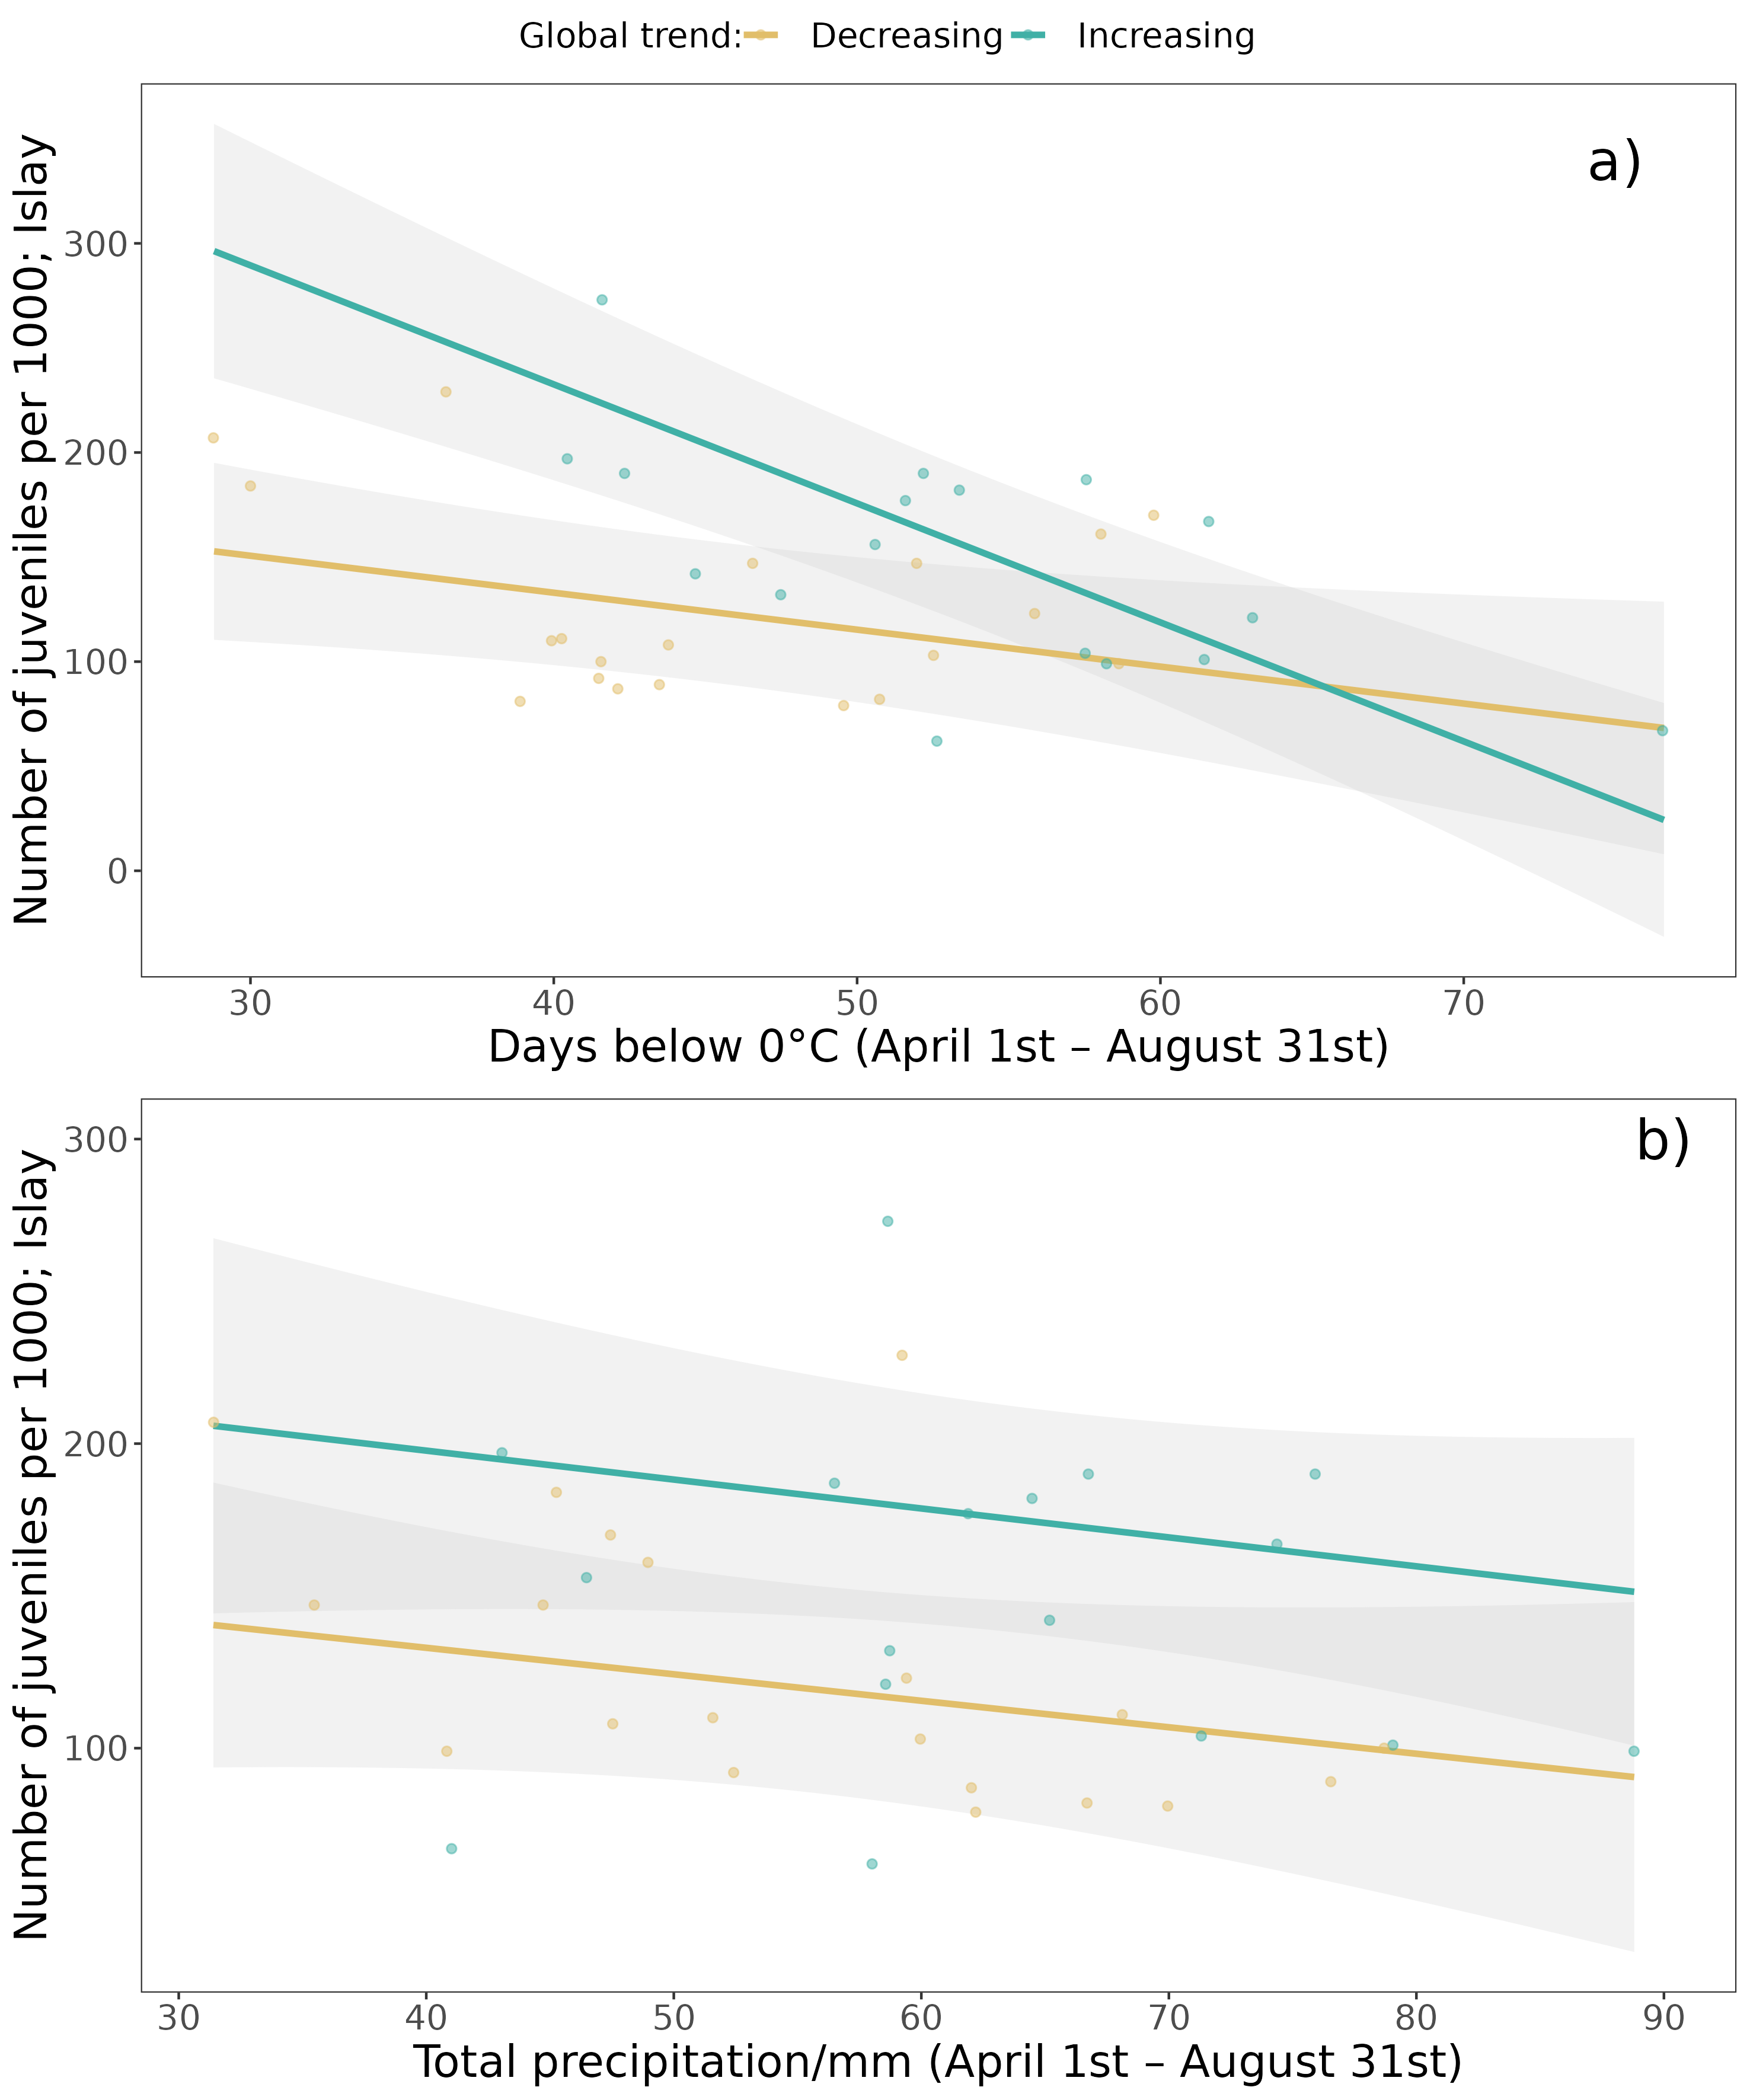 Global trend: Decreasing Increasing
a)
Number of juveniles per 1000; Islay
300
200
100
0
30 40 50 60 70
Days below 0°C (April 1st – August 31st)
b)
Number of juveniles per 1000; Islay
300
200
100
30 40 50 60 70 80 90
Total precipitation/mm (April 1st – August 31st)